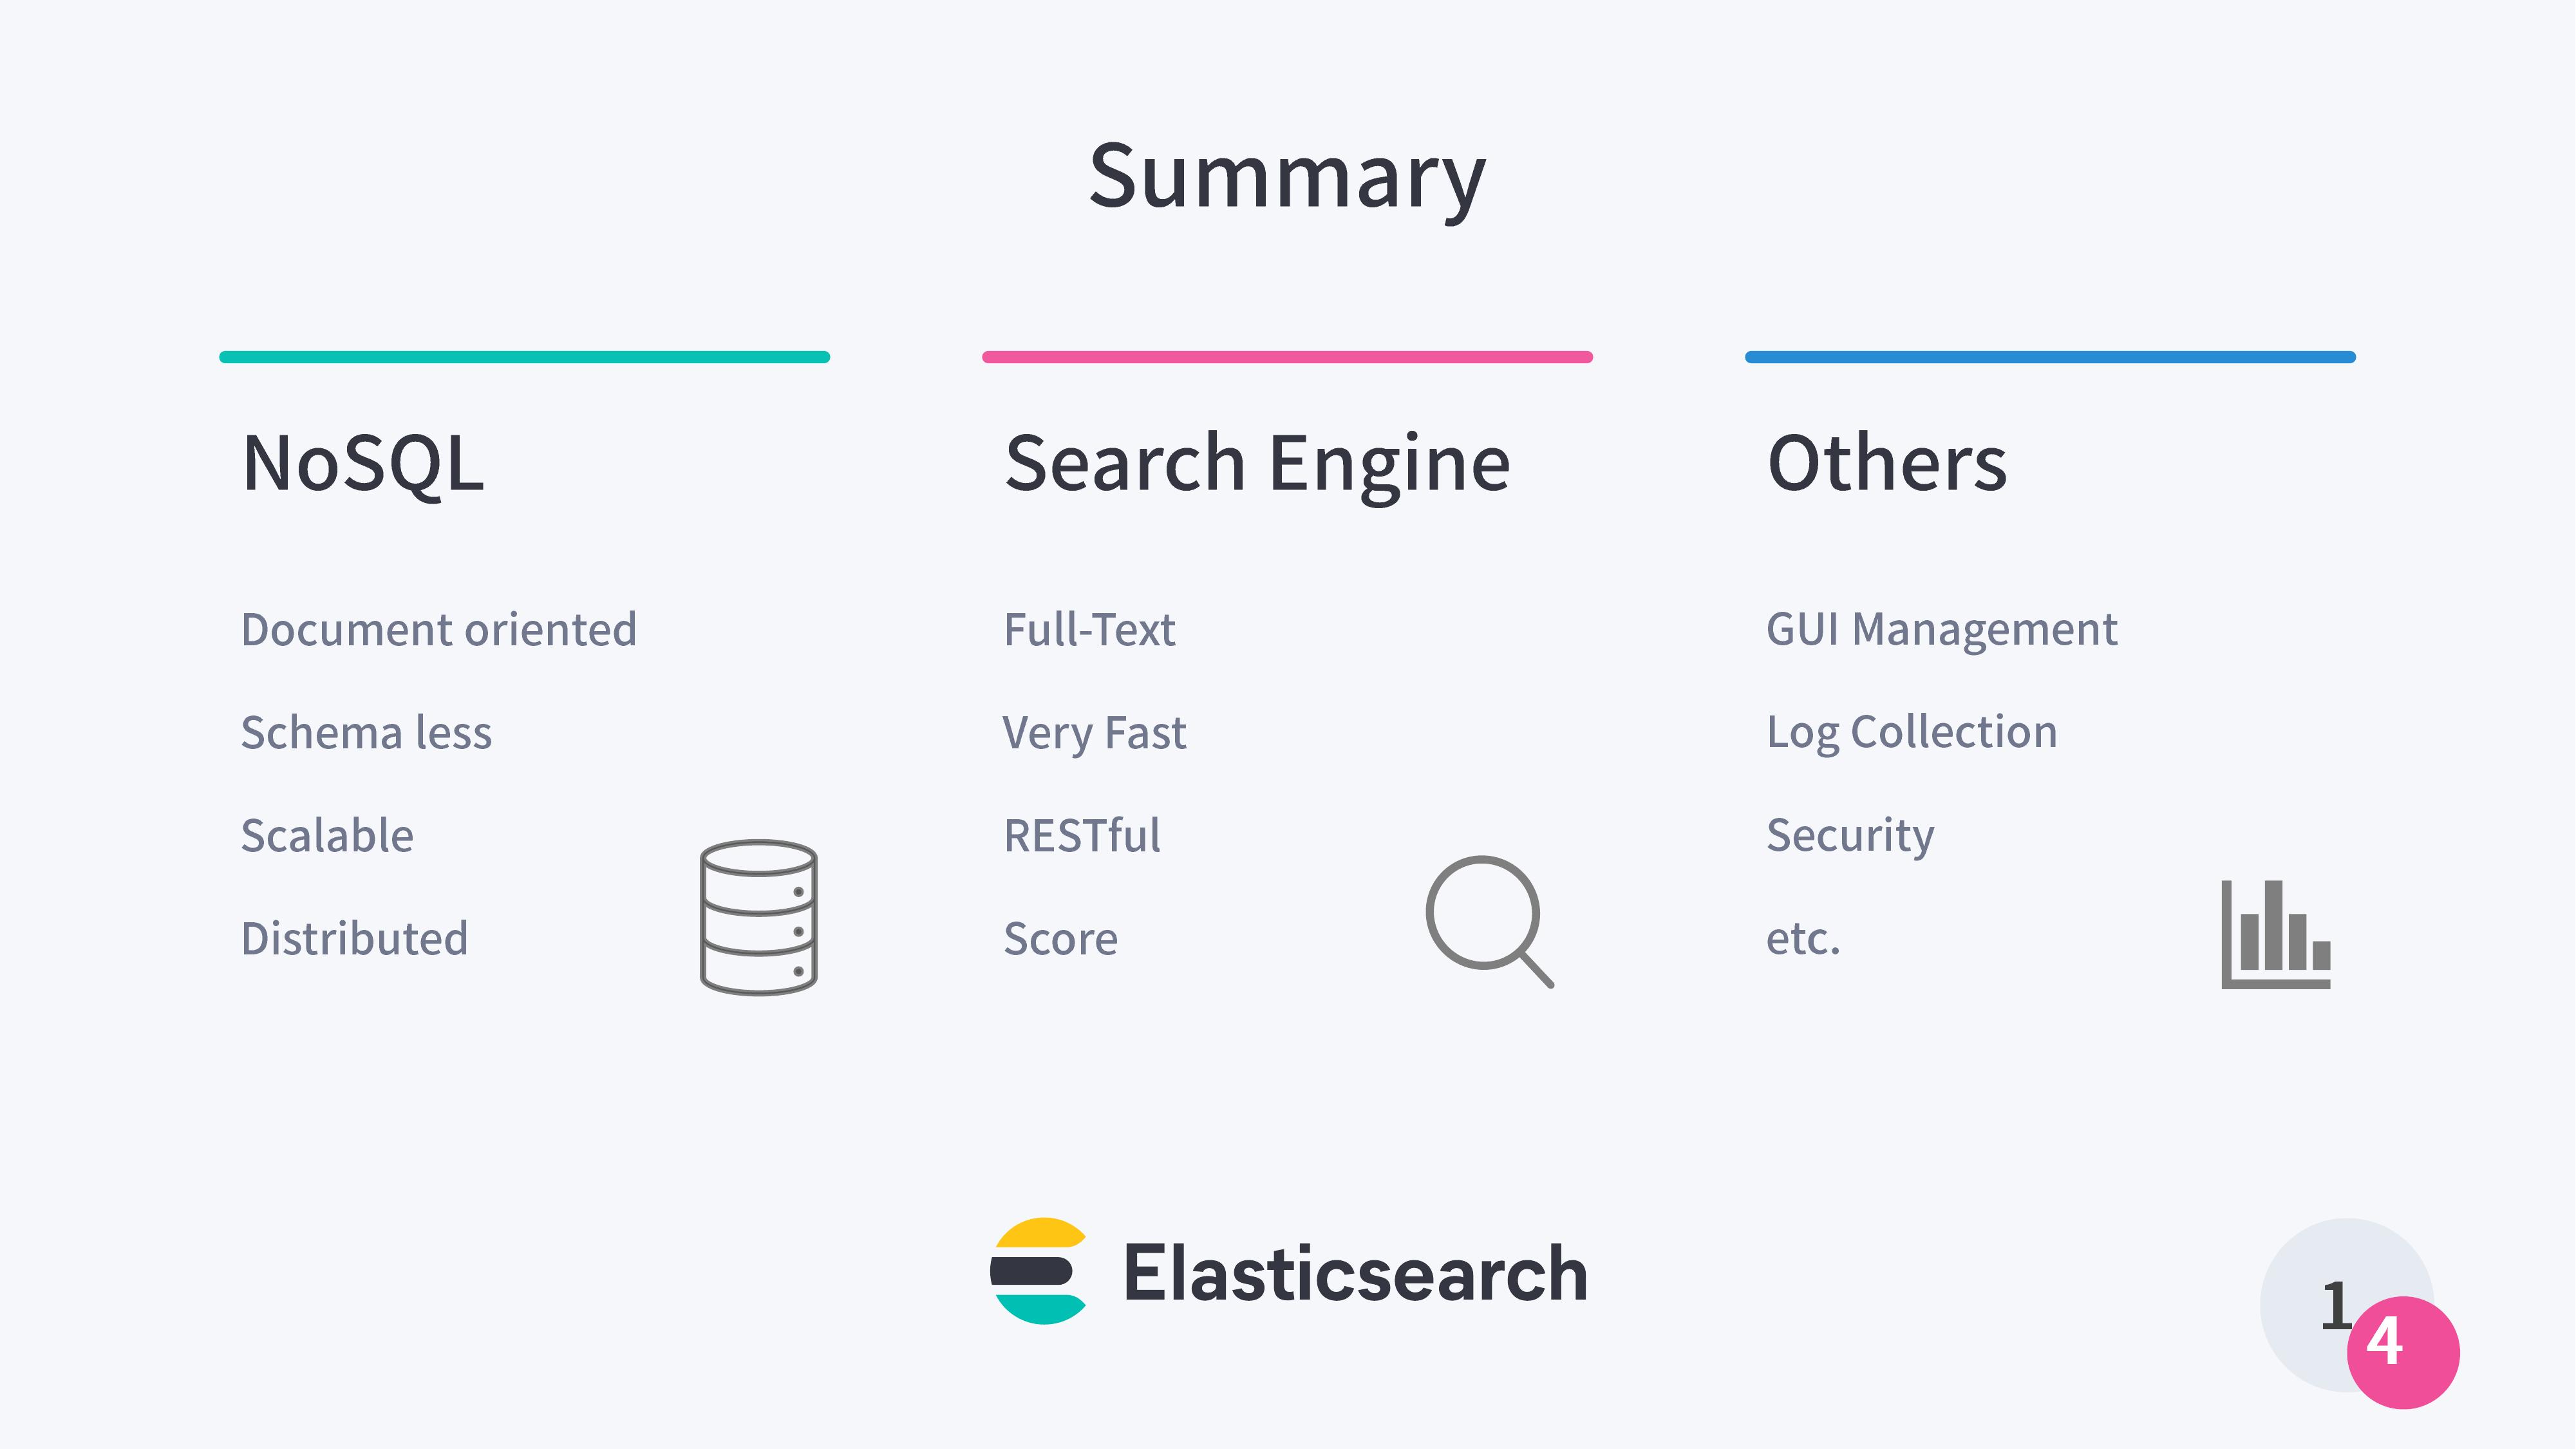 Summary
NoSQL
Document oriented
Schema less
Scalable
Distributed
Search Engine
Full-Text
Very Fast
RESTful
Score
Others
GUI Management
Log Collection
Security
etc.
Elasticsearch
1
4